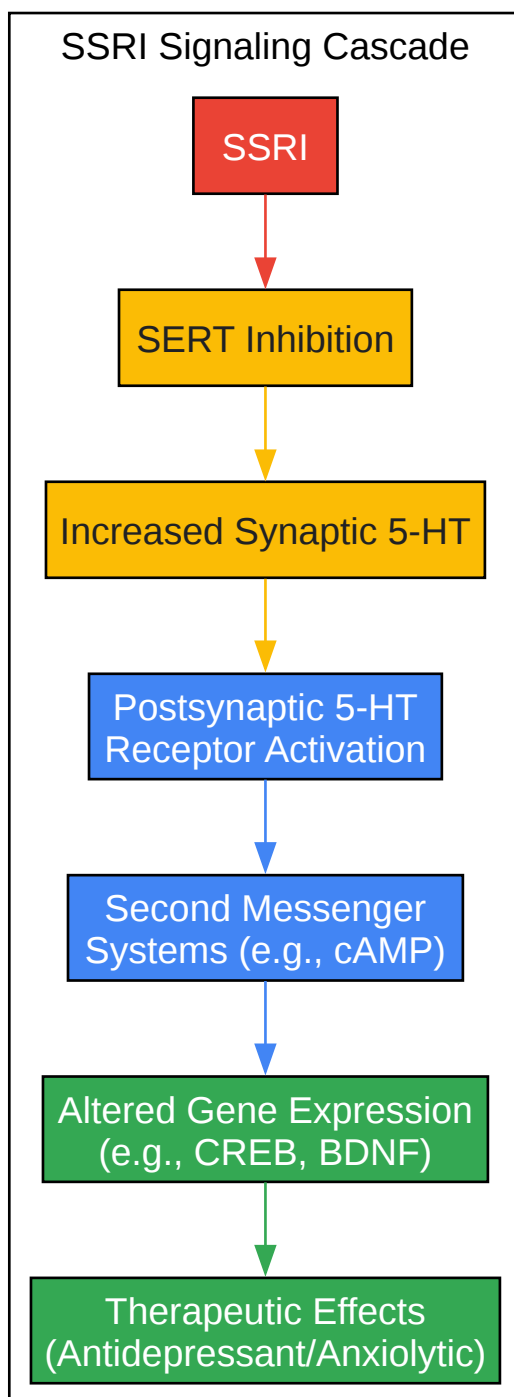 SSRI Signaling Cascade
SSRI
SERT Inhibition
Increased Synaptic 5-HT
Postsynaptic 5-HT
Receptor Activation
Second Messenger
Systems (e.g., cAMP)
Altered Gene Expression
(e.g., CREB, BDNF)
Therapeutic Effects
(Antidepressant/Anxiolytic)